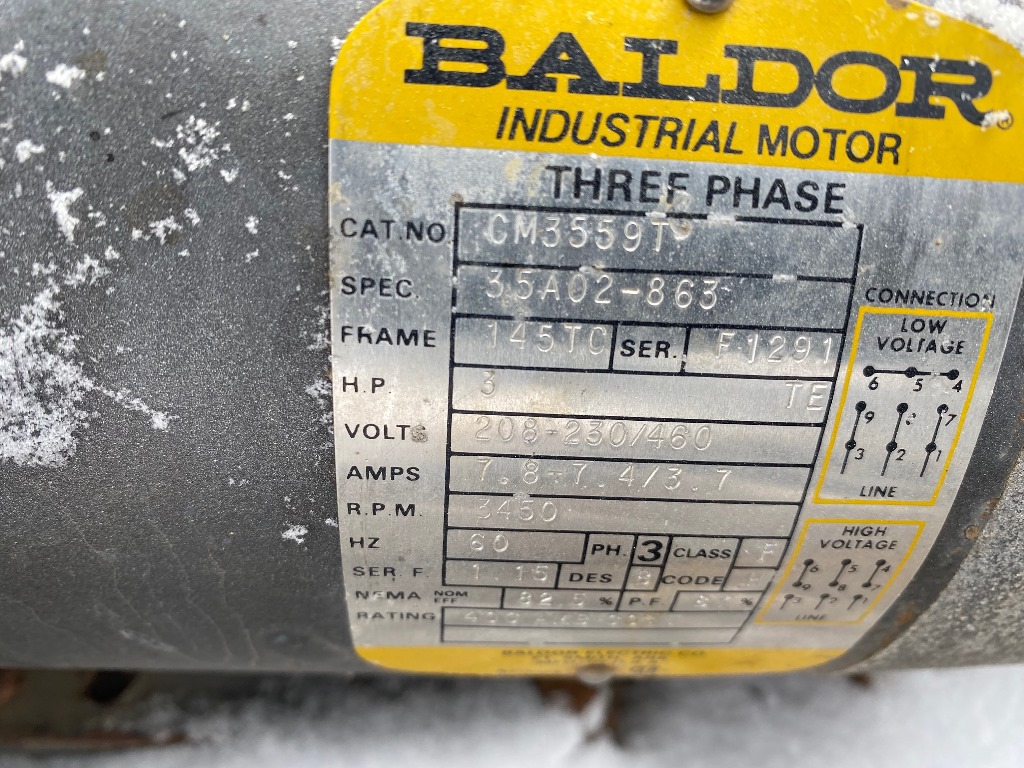 BALDOR
INDUSTRIAL MOTOR
THREE PHASE
CAT.NO. CM3559T
SPEC. 35A02-863
FRAME 145TC SER. F1291
H.P. 3 TE
VOLTS 208-230/460
AMPS 7.8-7.4/3.7
R.P.M. 3450
HZ 60 PH. 3 CLASS F
SER. F. 1.15 DES CODE
NEMA NOM EFF 82.5 % P.F. %
RATING
BALDOR ELECTRIC CO.
CONNECTION
LOW
VOLTAGE
6 5 4
9 8 7
3 2 1
LINE
HIGH
VOLTAGE
6 5 4
9 8 7
3 2 1
LINE